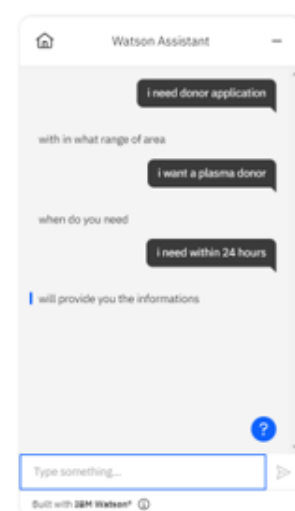 Watson Assistant
i need donor application
with in what range of area
i want a plasma donor
when do you need
i need within 24 hours
will provide you the informations
?
Type something...
Built with IBM Watson®